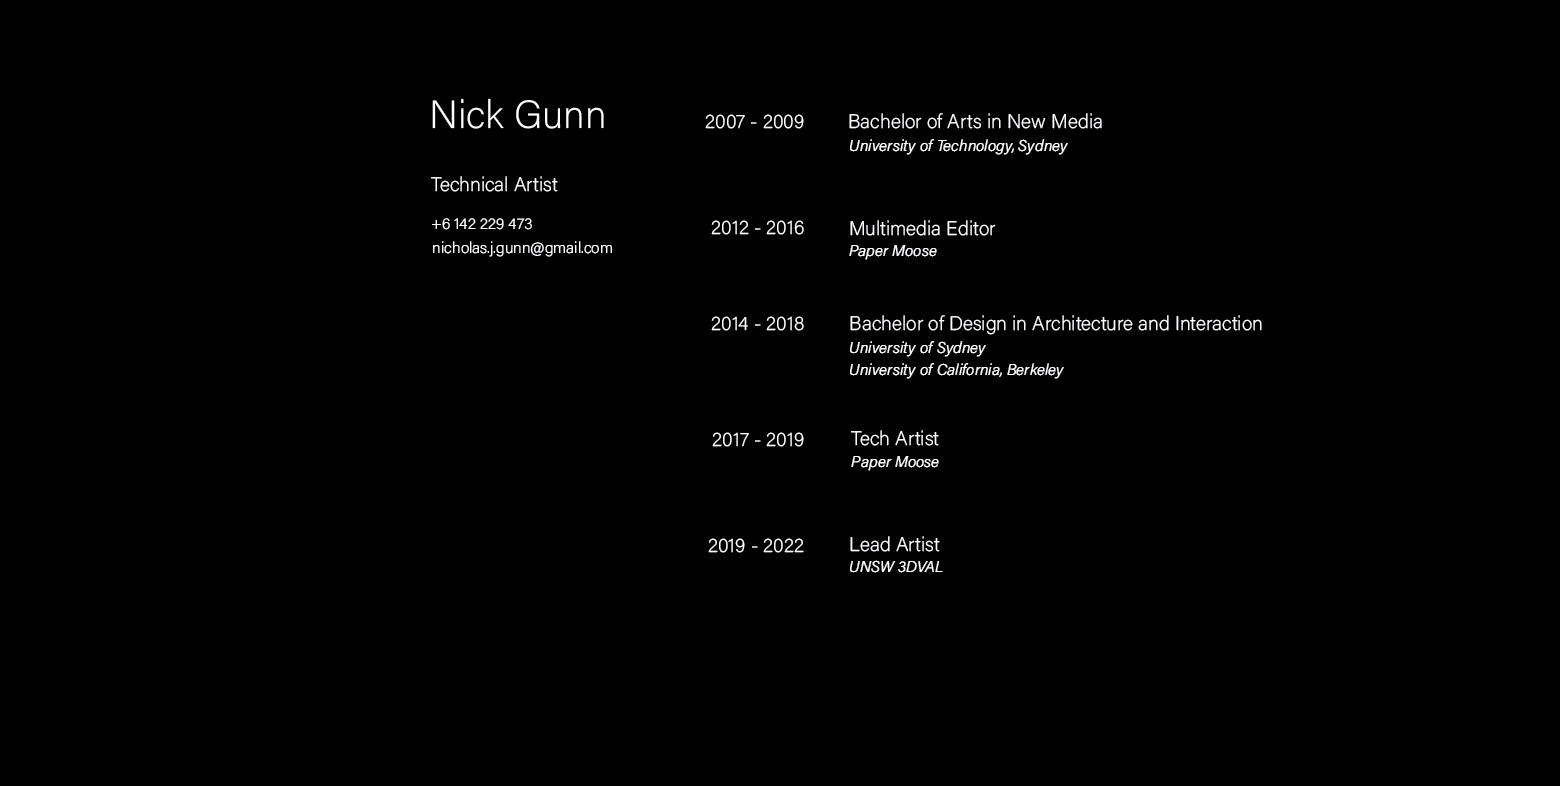 Nick Gunn
Technical Artist
+6 142 229 473
nicholas.j.gunn@gmail.com
2007 - 2009 Bachelor of Arts in New Media
University of Technology, Sydney
2012 - 2016 Multimedia Editor
Paper Moose
2014 - 2018 Bachelor of Design in Architecture and Interaction
University of Sydney
University of California, Berkeley
2017 - 2019 Tech Artist
Paper Moose
2019 - 2022 Lead Artist
UNSW 3DVAL